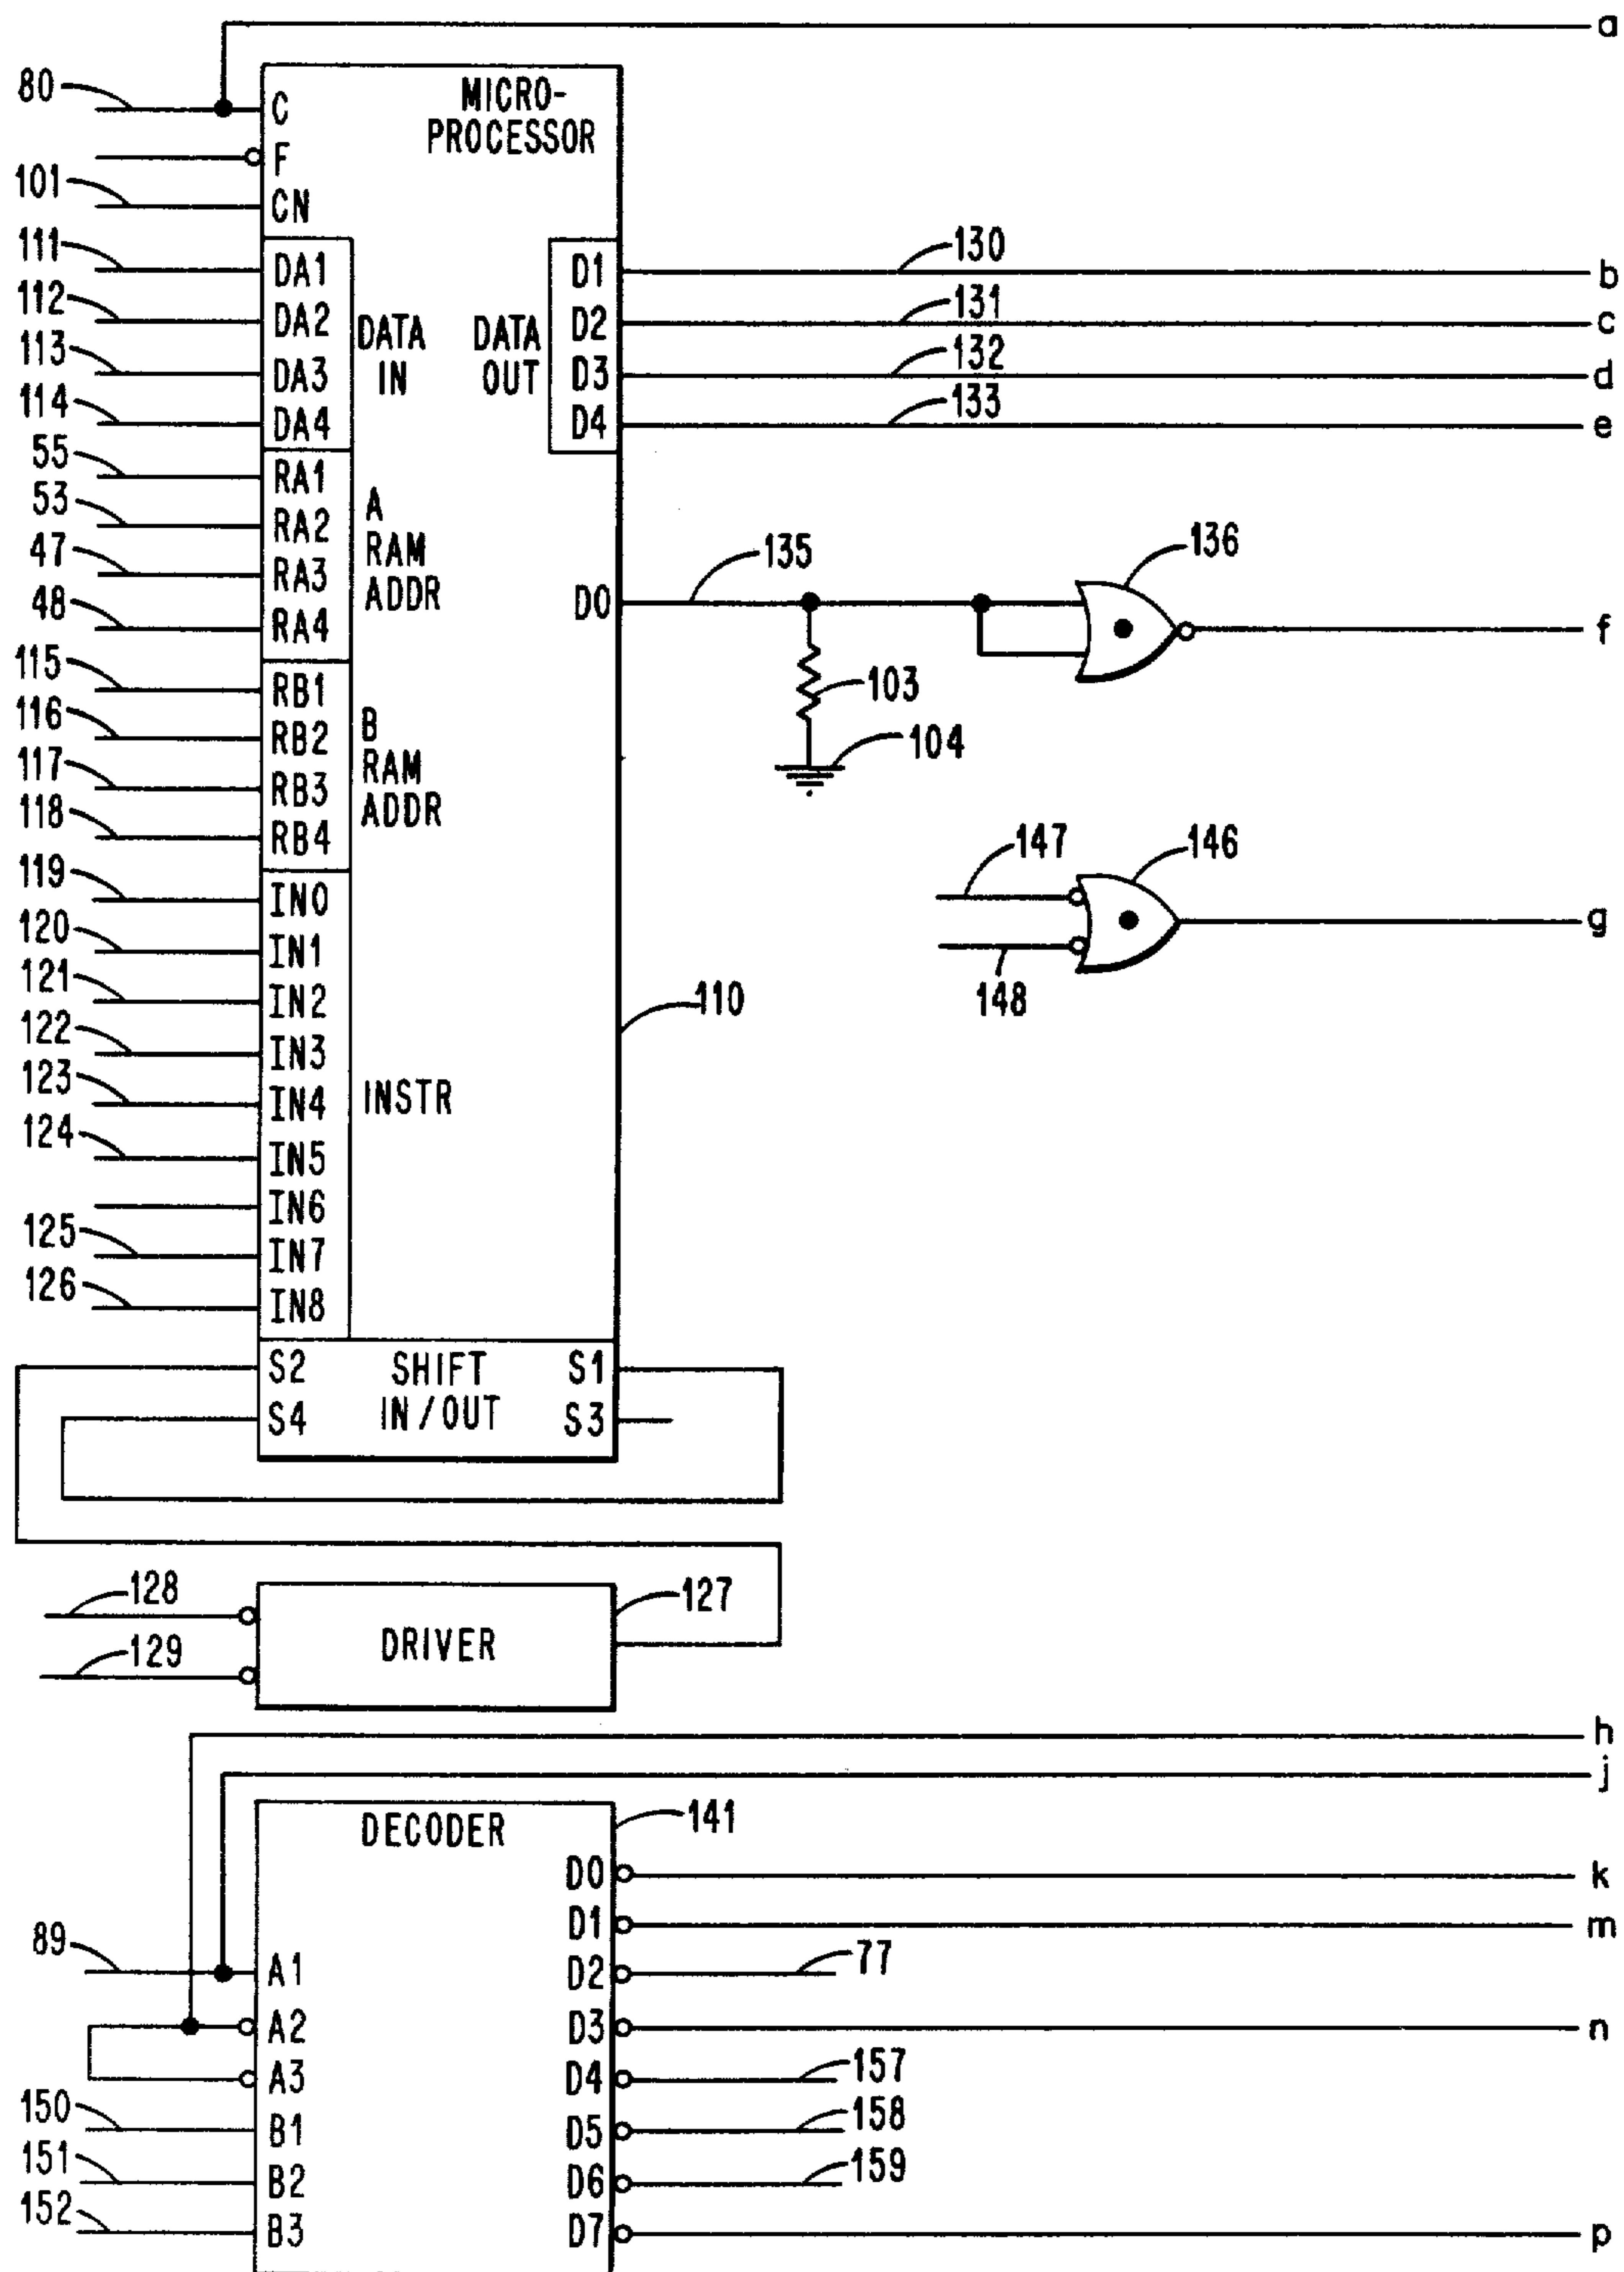 a
80 C MICRO-
PROCESSOR
F
101 CN
111 DA1 D1 130 b
112 DA2 DATA DATA D2 131 c
113 DA3 IN OUT D3 132 d
114 DA4 D4 133 e
55 RA1
53 RA2 A
47 RA3 RAM
48 RA4 ADDR D0 135 136 f
103
104
115 RB1
116 RB2 B
117 RB3 RAM
118 RB4 ADDR
119 IN0 147 146
120 IN1 148 g
121 IN2 110
122 IN3
123 IN4 INSTR
124 IN5
IN6
125 IN7
126 IN8
S2 SHIFT S1
S4 IN/OUT S3
128 127
129 DRIVER
h
j
DECODER 141
D0 k
D1 m
89 A1 D2 77
A2 D3 n
A3 D4 157
150 B1 D5 158
151 B2 D6 159
152 B3 D7 p